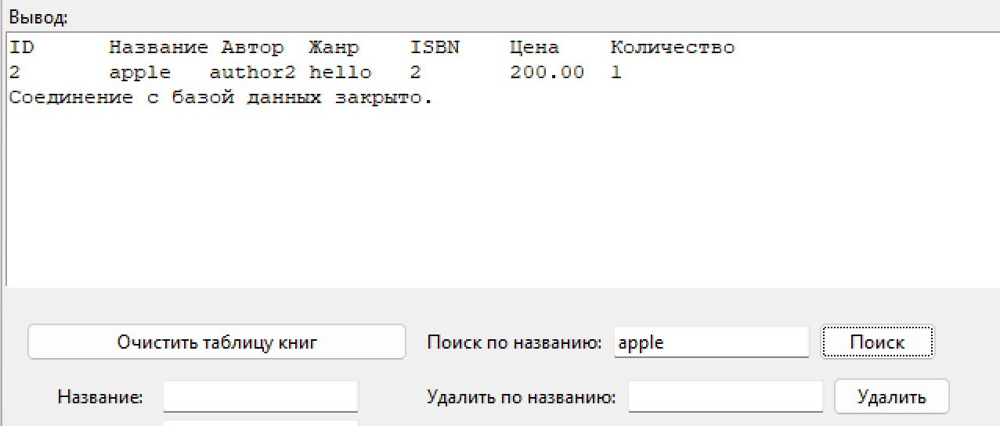 Вывод:
ID Название Автор Жанр ISBN Цена Количество
2 apple author2 hello 2 200.00 1
Соединение с базой данных закрыто.
Очистить таблицу книг Поиск по названию: apple Поиск
Название: Удалить по названию: Удалить